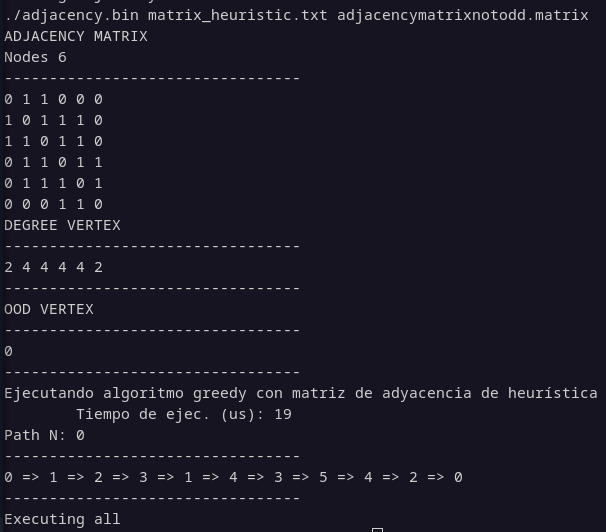 ./adjacency.bin matrix_heuristic.txt adjacencymatrixnotodd.matrix
ADJACENCY MATRIX
Nodes 6
---------------------------------
0 1 1 0 0 0
1 0 1 1 1 0
1 1 0 1 1 0
0 1 1 0 1 1
0 1 1 1 0 1
0 0 0 1 1 0
DEGREE VERTEX
---------------------------------
2 4 4 4 4 2
---------------------------------
OOD VERTEX
---------------------------------
0
---------------------------------
Ejecutando algoritmo greedy con matriz de adyacencia de heurística
        Tiempo de ejec. (us): 19
Path N: 0
---------------------------------
0 => 1 => 2 => 3 => 1 => 4 => 3 => 5 => 4 => 2 => 0
---------------------------------
Executing all